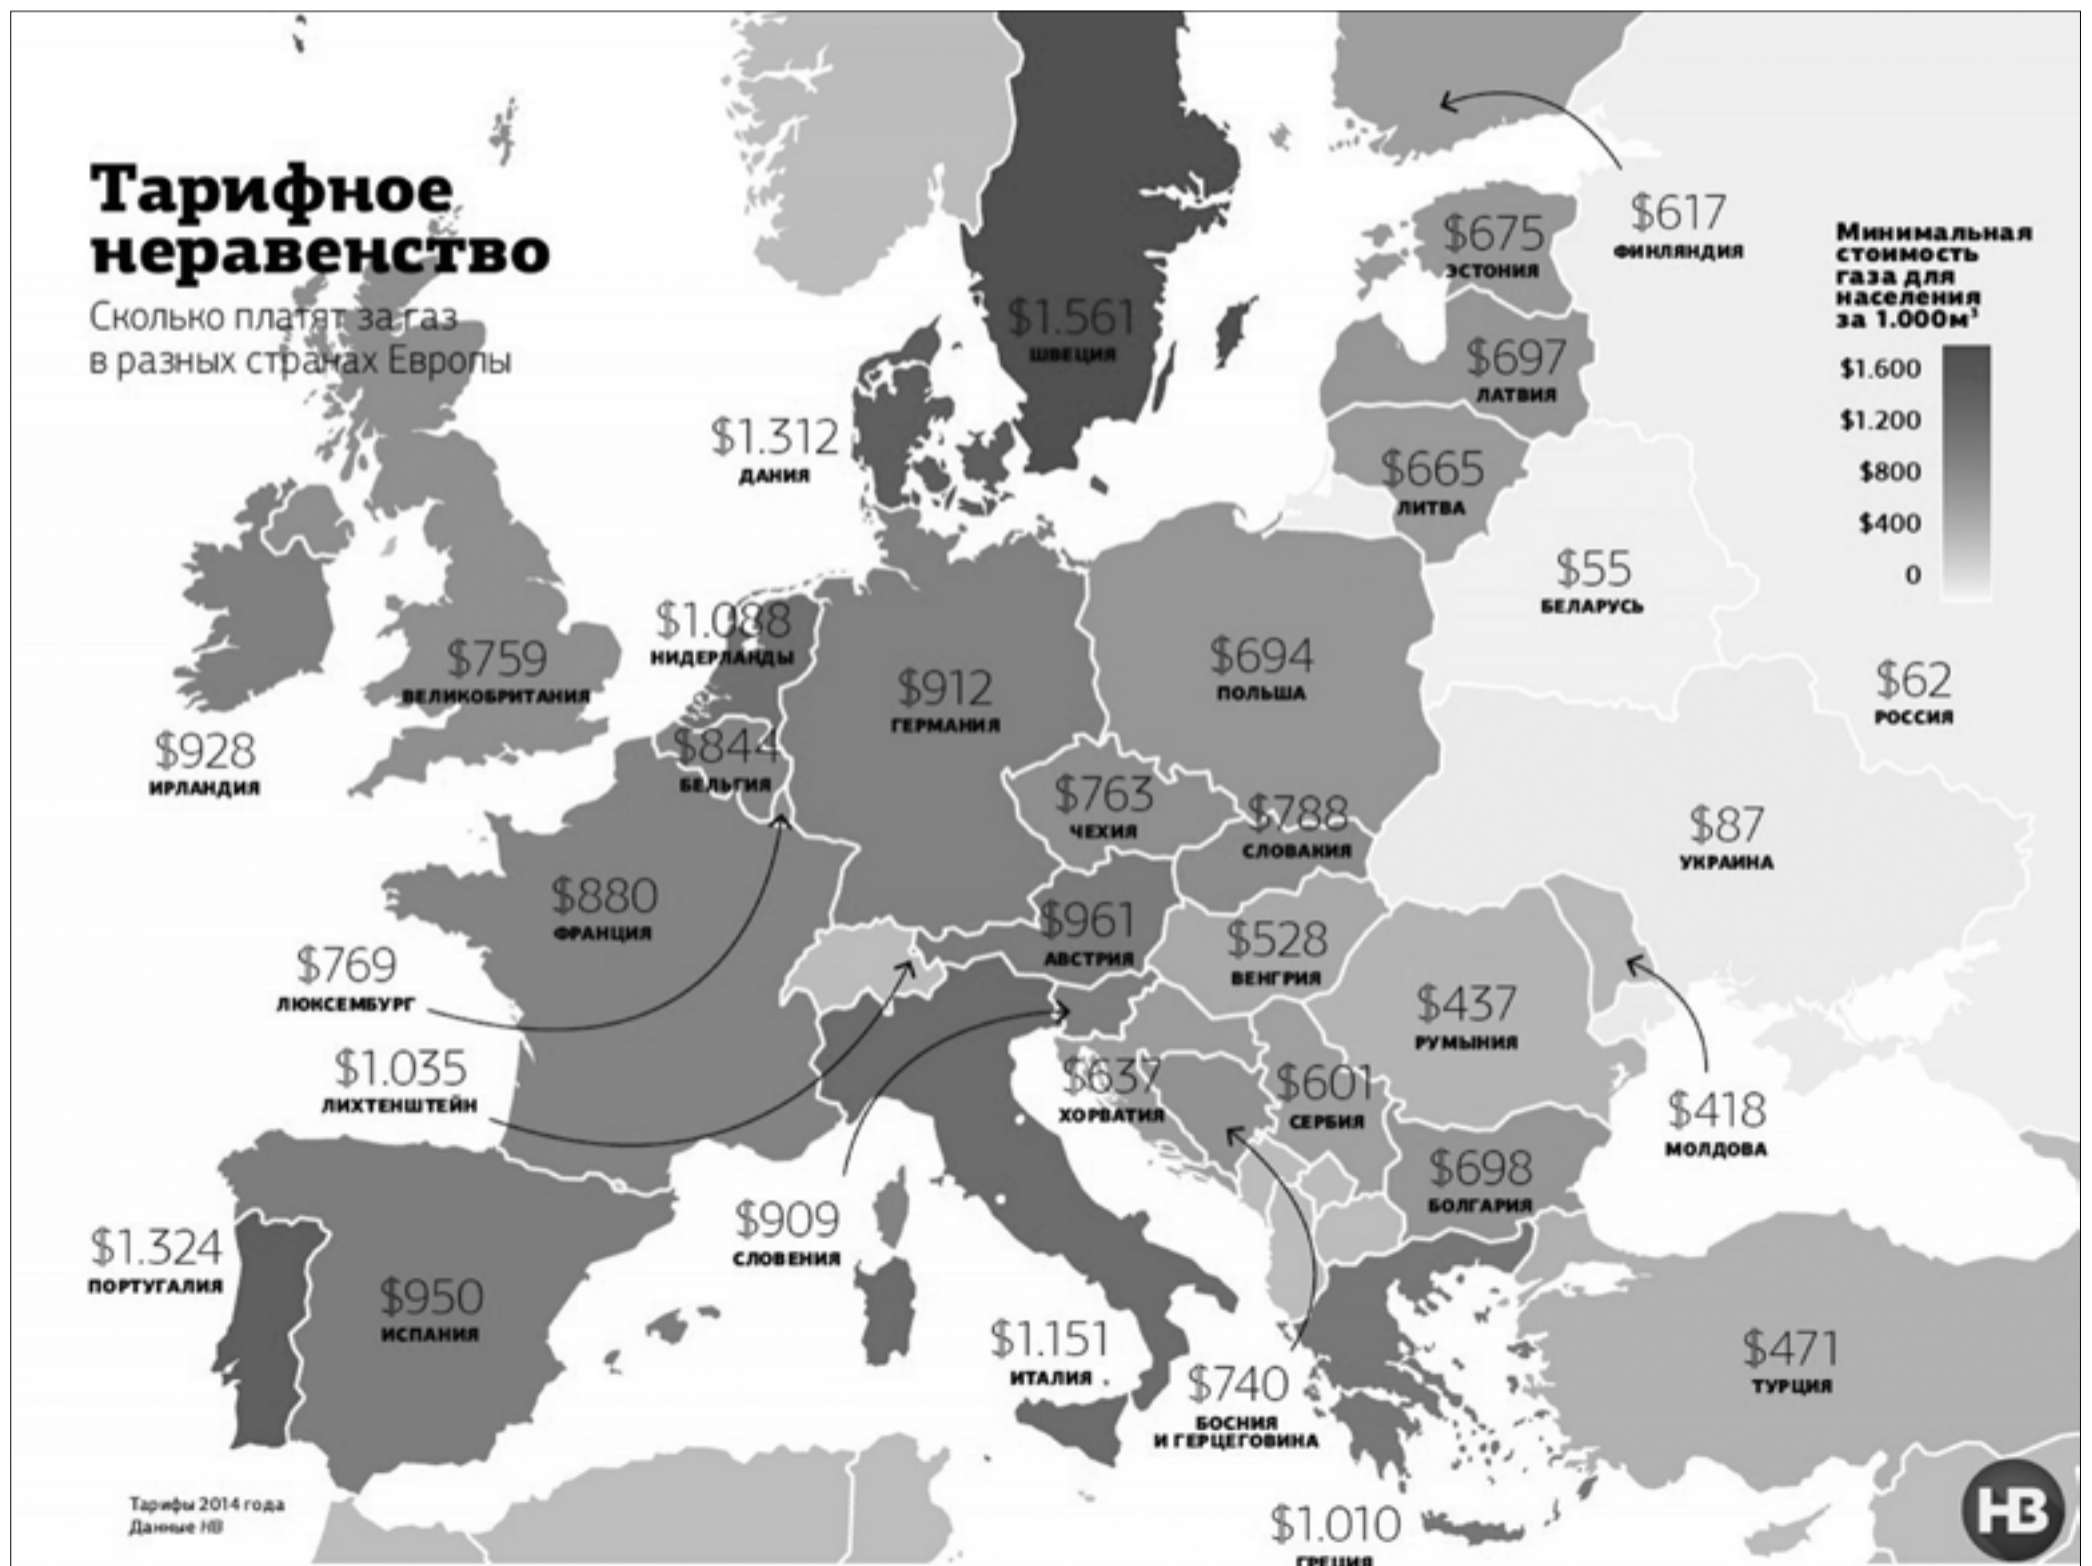 Тарифное
неравенство
Сколько платят за газ
в разных странах Европы
$617
ФИНЛЯНДИЯ
Минимальная
стоимость
газа для
населения
за 1.000м³
$1.600
$1.200
$800
$400
0
$675
ЭСТОНИЯ
$1.561
ШВЕЦИЯ
$697
ЛАТВИЯ
$1.312
ДАНИЯ
$665
ЛИТВА
$55
БЕЛАРУСЬ
$1.088
НИДЕРЛАНДЫ
$759
ВЕЛИКОБРИТАНИЯ
$912
ГЕРМАНИЯ
$694
ПОЛЬША
$62
РОССИЯ
$928
ИРЛАНДИЯ
$844
БЕЛЬГИЯ
$763
ЧЕХИЯ
$788
СЛОВАКИЯ
$87
УКРАИНА
$880
ФРАНЦИЯ
$961
АВСТРИЯ
$528
ВЕНГРИЯ
$769
ЛЮКСЕМБУРГ
$437
РУМЫНИЯ
$1.035
ЛИХТЕНШТЕЙН
$637
ХОРВАТИЯ
$601
СЕРБИЯ
$418
МОЛДОВА
$698
БОЛГАРИЯ
$909
СЛОВЕНИЯ
$1.324
ПОРТУГАЛИЯ
$950
ИСПАНИЯ
$1.151
ИТАЛИЯ
$740
БОСНИЯ
И ГЕРЦЕГОВИНА
$471
ТУРЦИЯ
$1.010
ГРЕЦИЯ
Тарифы 2014 года
Данные НВ
НВ